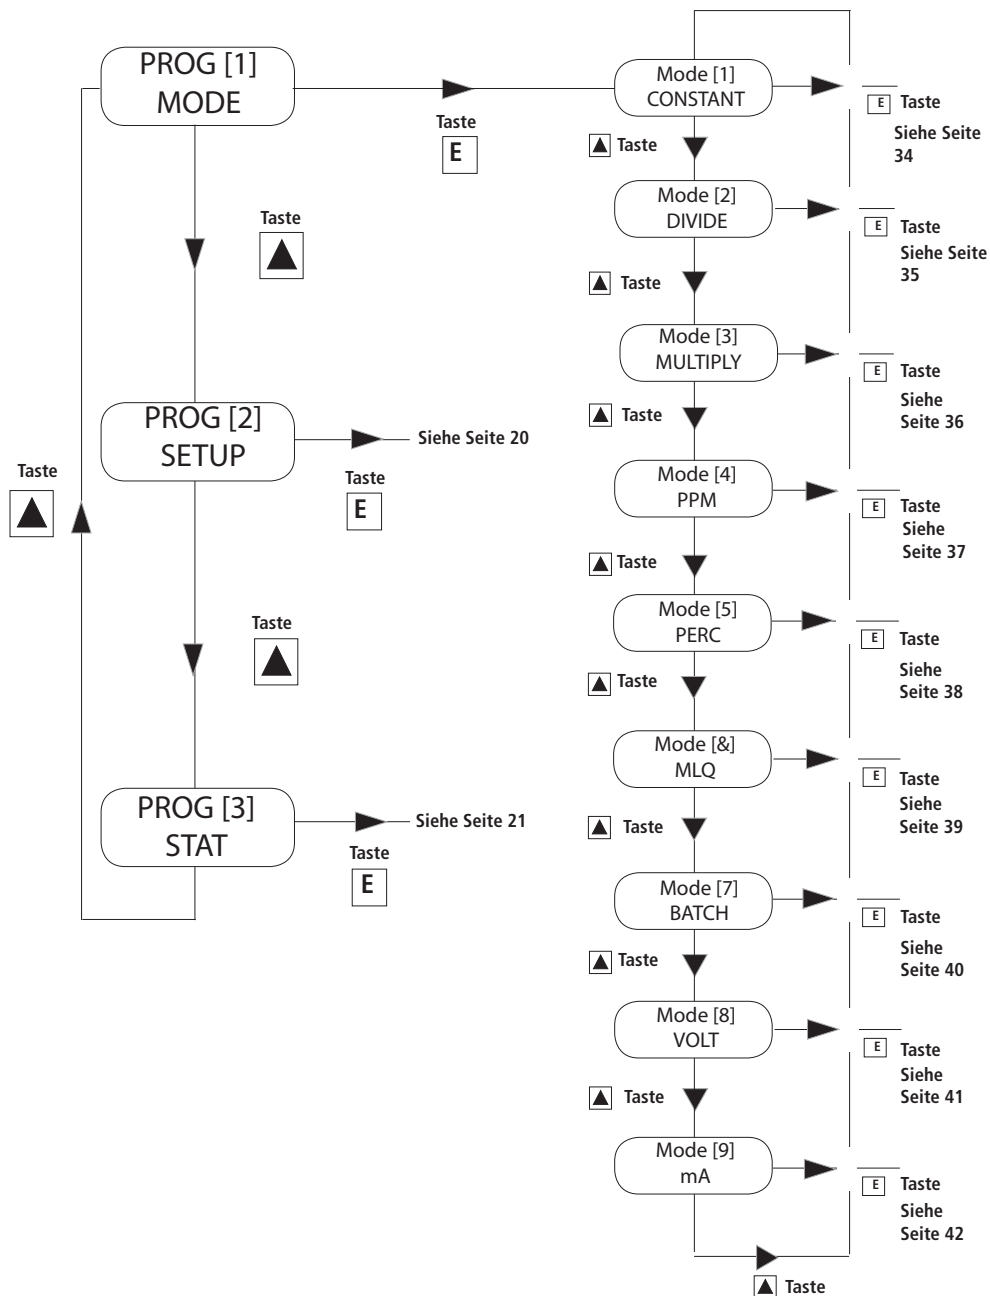 PROG [1]
MODE
Taste
E
Taste
PROG [2]
SETUP
Siehe Seite 20
Taste
E
Taste
Taste
PROG [3]
STAT
Siehe Seite 21
Taste
E
Mode [1]
CONSTANT
E Taste
Siehe Seite
34
Taste
Mode [2]
DIVIDE
E Taste
Siehe Seite
35
Taste
Mode [3]
MULTIPLY
E Taste
Siehe
Seite 36
Taste
Mode [4]
PPM
E Taste
Siehe
Seite 37
Taste
Mode [5]
PERC
E Taste
Siehe
Seite 38
Taste
Mode [&]
MLQ
E Taste
Siehe
Seite 39
Taste
Mode [7]
BATCH
E Taste
Siehe
Seite 40
Taste
Mode [8]
VOLT
E Taste
Siehe
Seite 41
Taste
Mode [9]
mA
E Taste
Siehe
Seite 42
Taste